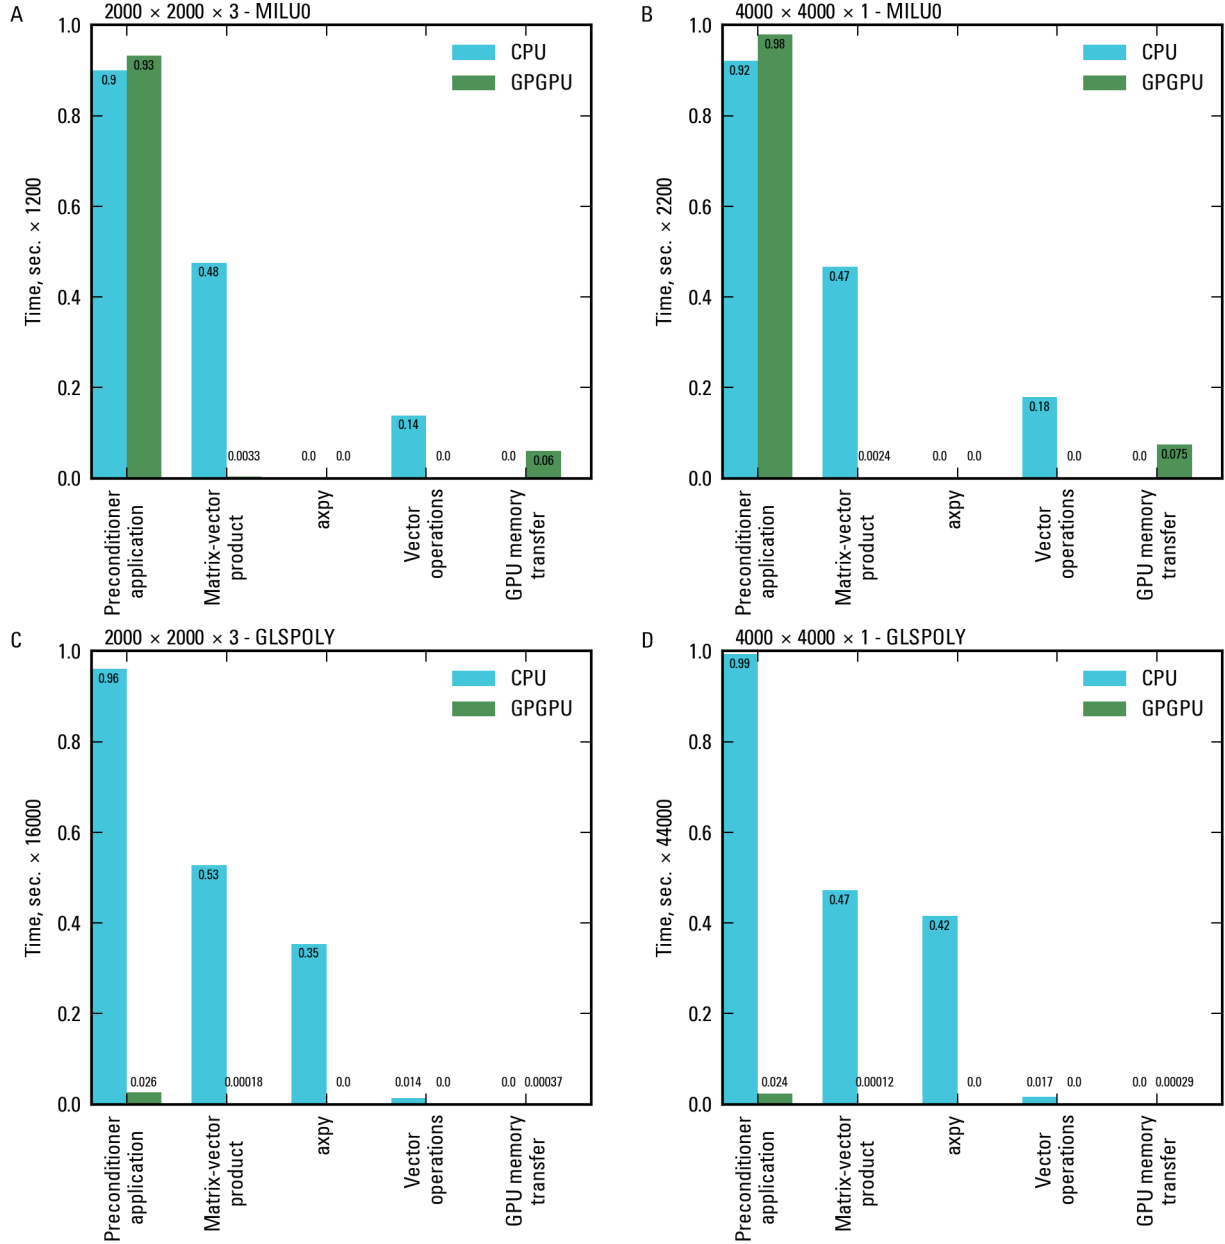 A
2000 × 2000 × 3 - MILU0
CPU
GPGPU
Time, sec. × 1200
1.0
0.8
0.6
0.4
0.2
0.0
0.9
0.93
0.48
0.0033
0.0
0.0
0.14
0.0
0.0
0.06
Preconditioner
application
Matrix-vector
product
axpy
Vector
operations
GPU memory
transfer
B
4000 × 4000 × 1 - MILU0
CPU
GPGPU
Time, sec. × 2200
1.0
0.8
0.6
0.4
0.2
0.0
0.92
0.98
0.47
0.0024
0.0
0.0
0.18
0.0
0.0
0.075
Preconditioner
application
Matrix-vector
product
axpy
Vector
operations
GPU memory
transfer
C
2000 × 2000 × 3 - GLSPOLY
CPU
GPGPU
Time, sec. × 16000
1.0
0.8
0.6
0.4
0.2
0.0
0.96
0.026
0.53
0.00018
0.35
0.0
0.014
0.0
0.0
0.00037
Preconditioner
application
Matrix-vector
product
axpy
Vector
operations
GPU memory
transfer
D
4000 × 4000 × 1 - GLSPOLY
CPU
GPGPU
Time, sec. × 44000
1.0
0.8
0.6
0.4
0.2
0.0
0.99
0.024
0.47
0.00012
0.42
0.0
0.017
0.0
0.0
0.00029
Preconditioner
application
Matrix-vector
product
axpy
Vector
operations
GPU memory
transfer